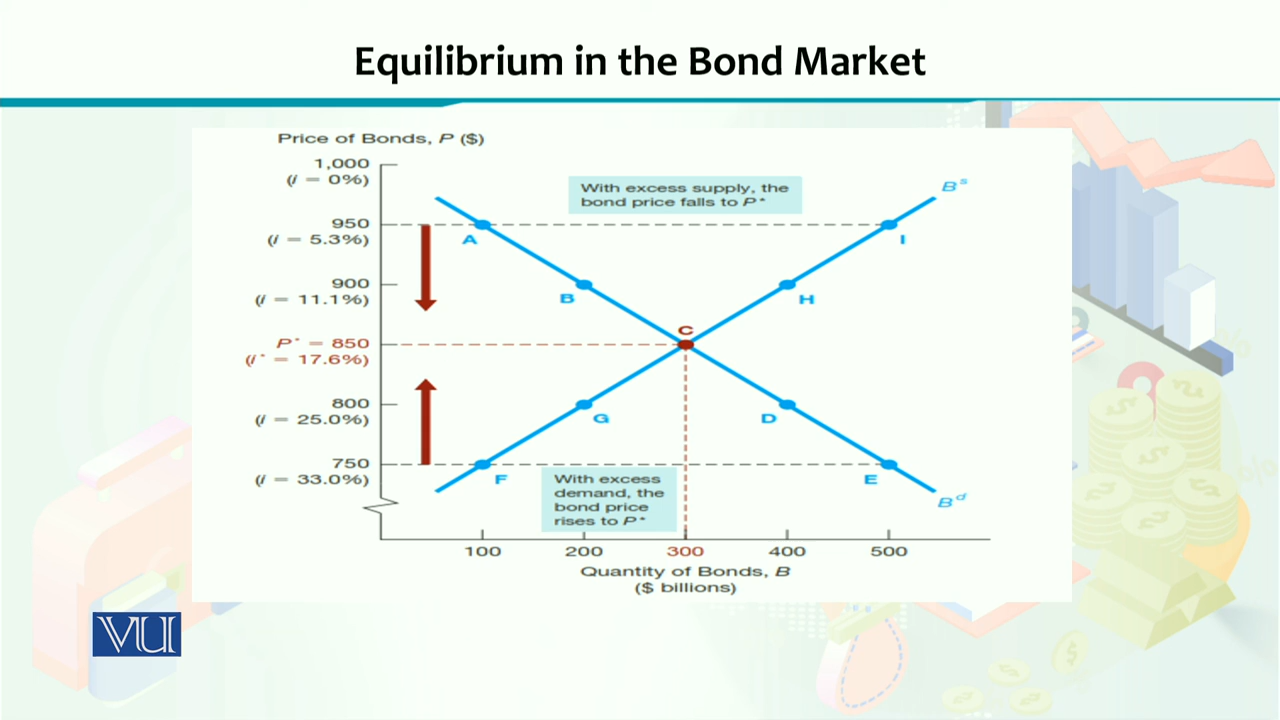 Equilibrium in the Bond Market
Price of Bonds, P ($)
1,000
(i = 0%)
With excess supply, the
bond price falls to P*
Bs
950
(i = 5.3%)
A
I
900
(i = 11.1%)
B
H
C
P* = 850
(i* = 17.6%)
800
(i = 25.0%)
G
D
750
(i = 33.0%)
F
E
With excess
demand, the
bond price
rises to P*
Bd
100
200
300
400
500
Quantity of Bonds, B
($ billions)
VU